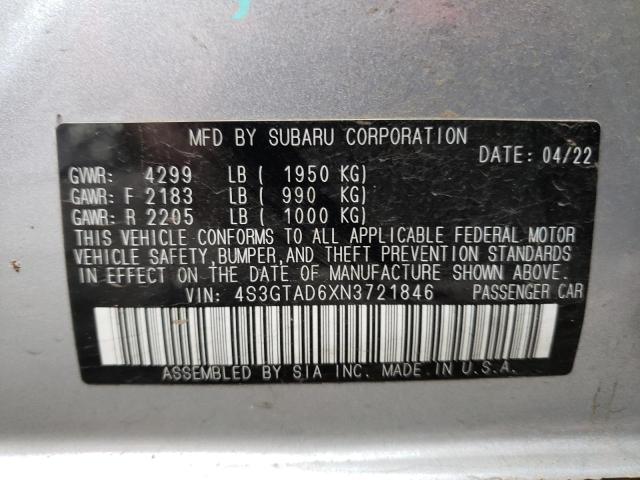 MFD BY SUBARU CORPORATION
DATE: 04/22
GVWR: 4299 LB ( 1950 KG)
GAWR: F 2183 LB ( 990 KG)
GAWR: R 2205 LB ( 1000 KG)
THIS VEHICLE CONFORMS TO ALL APPLICABLE FEDERAL MOTOR
VEHICLE SAFETY, BUMPER, AND THEFT PREVENTION STANDARDS
IN EFFECT ON THE DATE OF MANUFACTURE SHOWN ABOVE.
VIN: 4S3GTAD6XN3721846 PASSENGER CAR
ASSEMBLED BY SIA INC. MADE IN U.S.A.